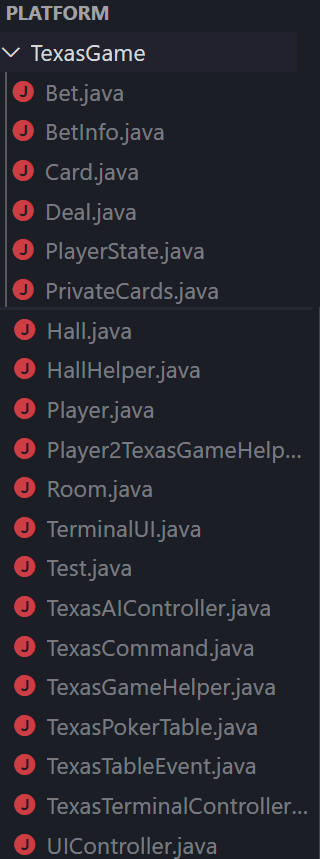 PLATFORM
TexasGame
J Bet.java
J BetInfo.java
J Card.java
J Deal.java
J PlayerState.java
J PrivateCards.java
J Hall.java
J HallHelper.java
J Player.java
J Player2TexasGameHelp...
J Room.java
J TerminalUI.java
J Test.java
J TexasAIController.java
J TexasCommand.java
J TexasGameHelper.java
J TexasPokerTable.java
J TexasTableEvent.java
J TexasTerminalController...
J UIController.java